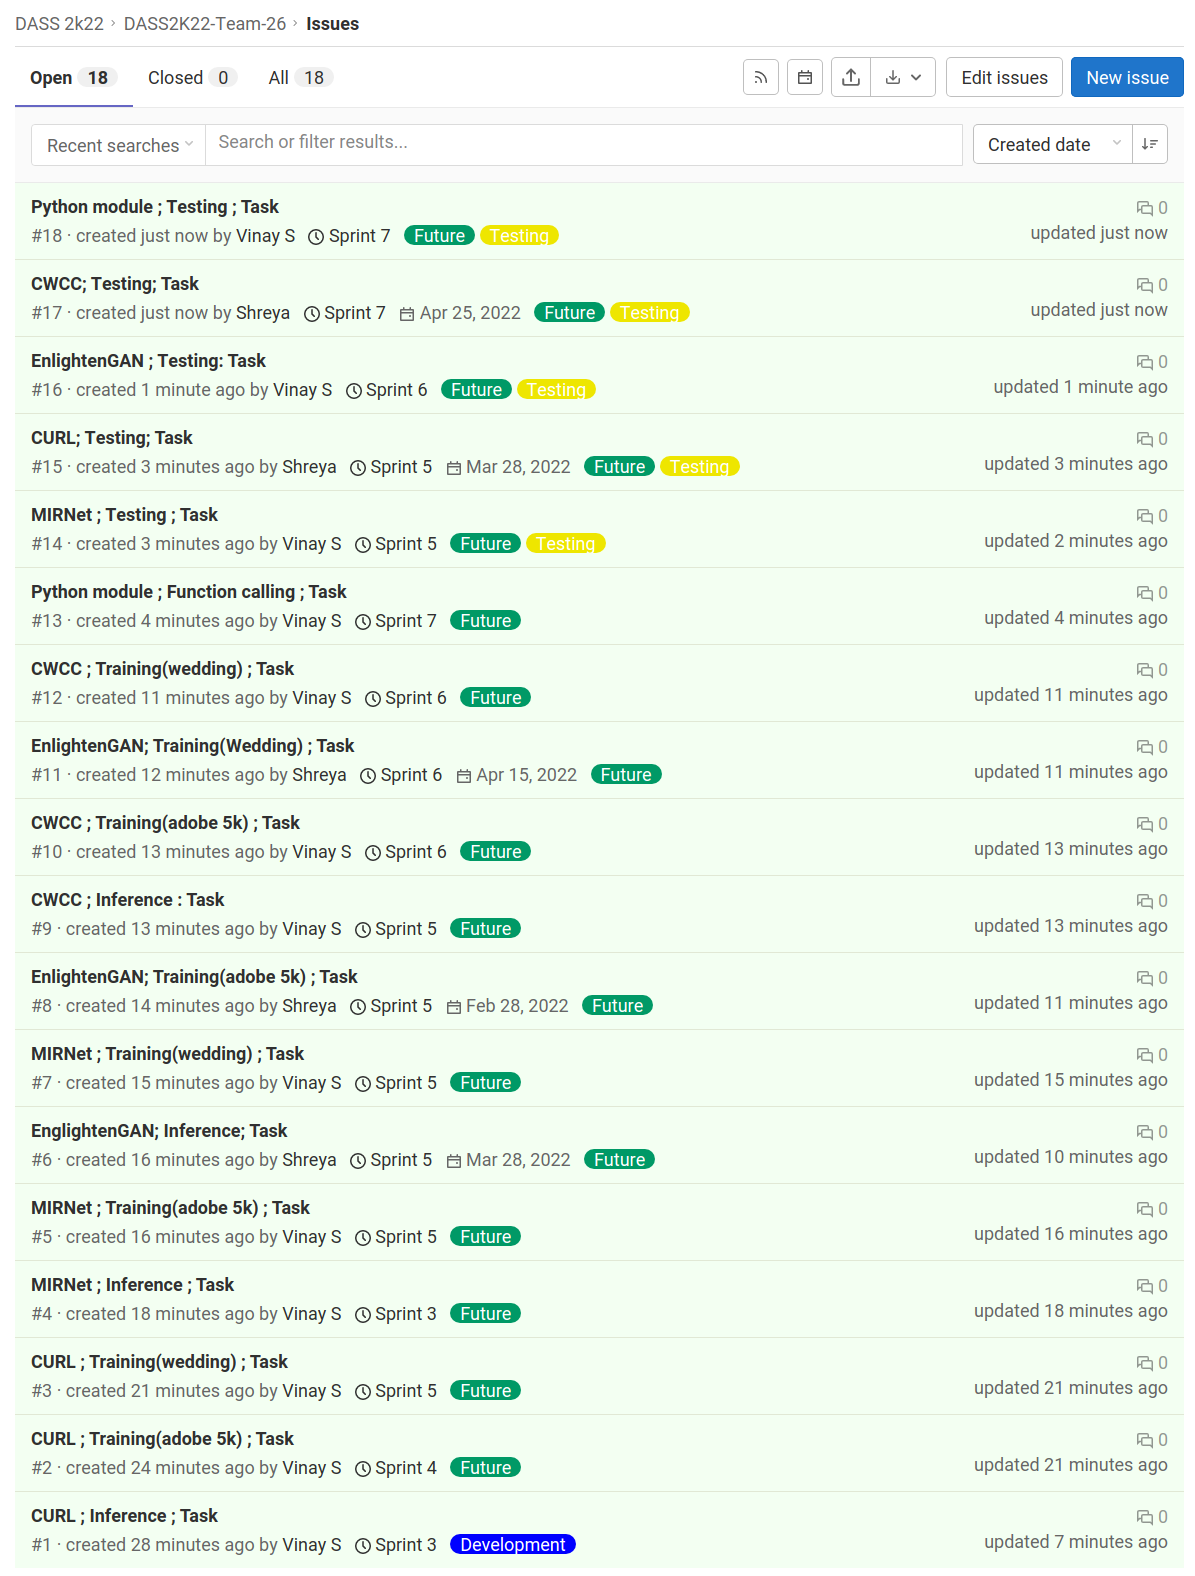 DASS 2k22 › DASS2K22-Team-26 › Issues
Open 18 Closed 0 All 18 Edit issues New issue
Recent searches Search or filter results... Created date
Python module ; Testing ; Task 0
#18 · created just now by Vinay S Sprint 7 Future Testing updated just now
CWCC; Testing; Task 0
#17 · created just now by Shreya Sprint 7 Apr 25, 2022 Future Testing updated just now
EnlightenGAN ; Testing: Task 0
#16 · created 1 minute ago by Vinay S Sprint 6 Future Testing updated 1 minute ago
CURL; Testing; Task 0
#15 · created 3 minutes ago by Shreya Sprint 5 Mar 28, 2022 Future Testing updated 3 minutes ago
MIRNet ; Testing ; Task 0
#14 · created 3 minutes ago by Vinay S Sprint 5 Future Testing updated 2 minutes ago
Python module ; Function calling ; Task 0
#13 · created 4 minutes ago by Vinay S Sprint 7 Future updated 4 minutes ago
CWCC ; Training(wedding) ; Task 0
#12 · created 11 minutes ago by Vinay S Sprint 6 Future updated 11 minutes ago
EnlightenGAN; Training(Wedding) ; Task 0
#11 · created 12 minutes ago by Shreya Sprint 6 Apr 15, 2022 Future updated 11 minutes ago
CWCC ; Training(adobe 5k) ; Task 0
#10 · created 13 minutes ago by Vinay S Sprint 6 Future updated 13 minutes ago
CWCC ; Inference : Task 0
#9 · created 13 minutes ago by Vinay S Sprint 5 Future updated 13 minutes ago
EnlightenGAN; Training(adobe 5k) ; Task 0
#8 · created 14 minutes ago by Shreya Sprint 5 Feb 28, 2022 Future updated 11 minutes ago
MIRNet ; Training(wedding) ; Task 0
#7 · created 15 minutes ago by Vinay S Sprint 5 Future updated 15 minutes ago
EnglightenGAN; Inference; Task 0
#6 · created 16 minutes ago by Shreya Sprint 5 Mar 28, 2022 Future updated 10 minutes ago
MIRNet ; Training(adobe 5k) ; Task 0
#5 · created 16 minutes ago by Vinay S Sprint 5 Future updated 16 minutes ago
MIRNet ; Inference ; Task 0
#4 · created 18 minutes ago by Vinay S Sprint 3 Future updated 18 minutes ago
CURL ; Training(wedding) ; Task 0
#3 · created 21 minutes ago by Vinay S Sprint 5 Future updated 21 minutes ago
CURL ; Training(adobe 5k) ; Task 0
#2 · created 24 minutes ago by Vinay S Sprint 4 Future updated 21 minutes ago
CURL ; Inference ; Task 0
#1 · created 28 minutes ago by Vinay S Sprint 3 Development updated 7 minutes ago